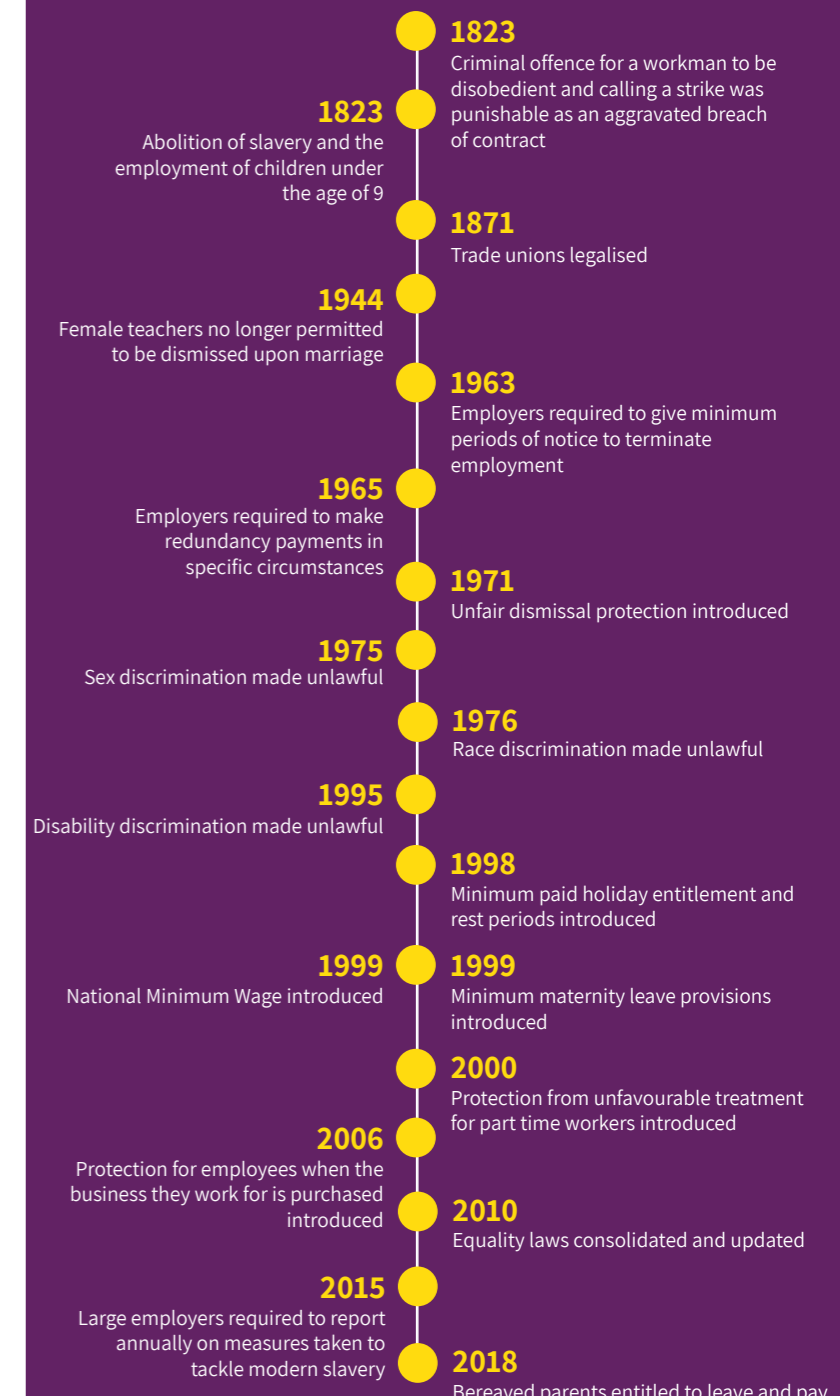 1823
Criminal offence for a workman to be
disobedient and calling a strike was
punishable as an aggravated breach
of contract
1823
Abolition of slavery and the
employment of children under
the age of 9
1871
Trade unions legalised
1944
Female teachers no longer permitted
to be dismissed upon marriage
1963
Employers required to give minimum
periods of notice to terminate
employment
1965
Employers required to make
redundancy payments in
specific circumstances
1971
Unfair dismissal protection introduced
1975
Sex discrimination made unlawful
1976
Race discrimination made unlawful
1995
Disability discrimination made unlawful
1998
Minimum paid holiday entitlement and
rest periods introduced
1999
National Minimum Wage introduced
1999
Minimum maternity leave provisions
introduced
2000
Protection from unfavourable treatment
for part time workers introduced
2006
Protection for employees when the
business they work for is purchased
introduced
2010
Equality laws consolidated and updated
2015
Large employers required to report
annually on measures taken to
tackle modern slavery
2018
Bereaved parents entitled to leave and pay